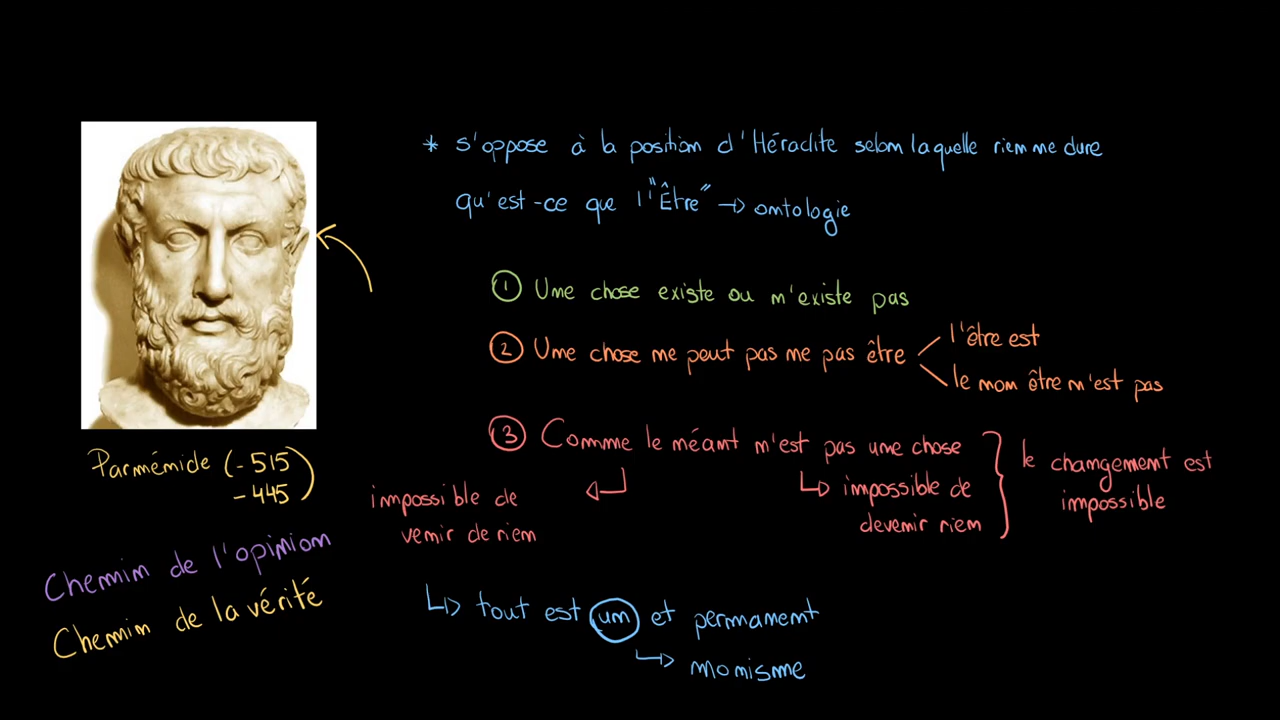 * s'oppose à la position d'Héraclite selon laquelle rien ne dure
qu'est-ce que l'"Être" → ontologie
① Une chose existe ou n'existe pas
② Une chose ne peut pas ne pas être
l'être est
le non être n'est pas
③ Comme le néant n'est pas une chose
impossible de
venir de rien
impossible de
devenir rien
le changement est
impossible
↳ tout est un et permanent
↳ monisme
Parménide (-515
-445)
Chemin de l'opinion
Chemin de la vérité